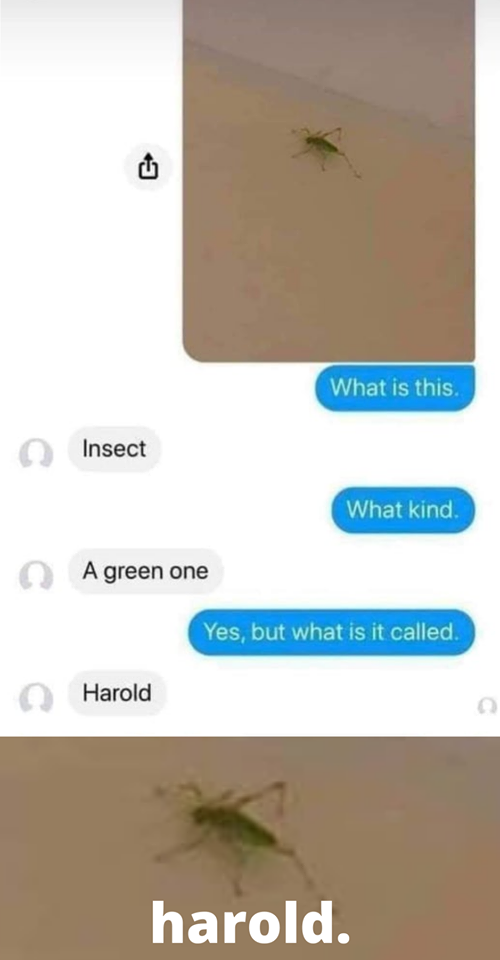 What is this.
Insect
What kind.
A green one
Yes, but what is it called.
Harold
harold.